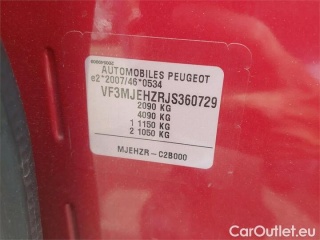 AUTOMOBILES PEUGEOT
e2*2007/46*0534
VF3MJEHZRJS360729
2090 KG
4090 KG
1 1150 KG
2 1050 KG
MJEHZR-C2B000
CarOutlet.eu